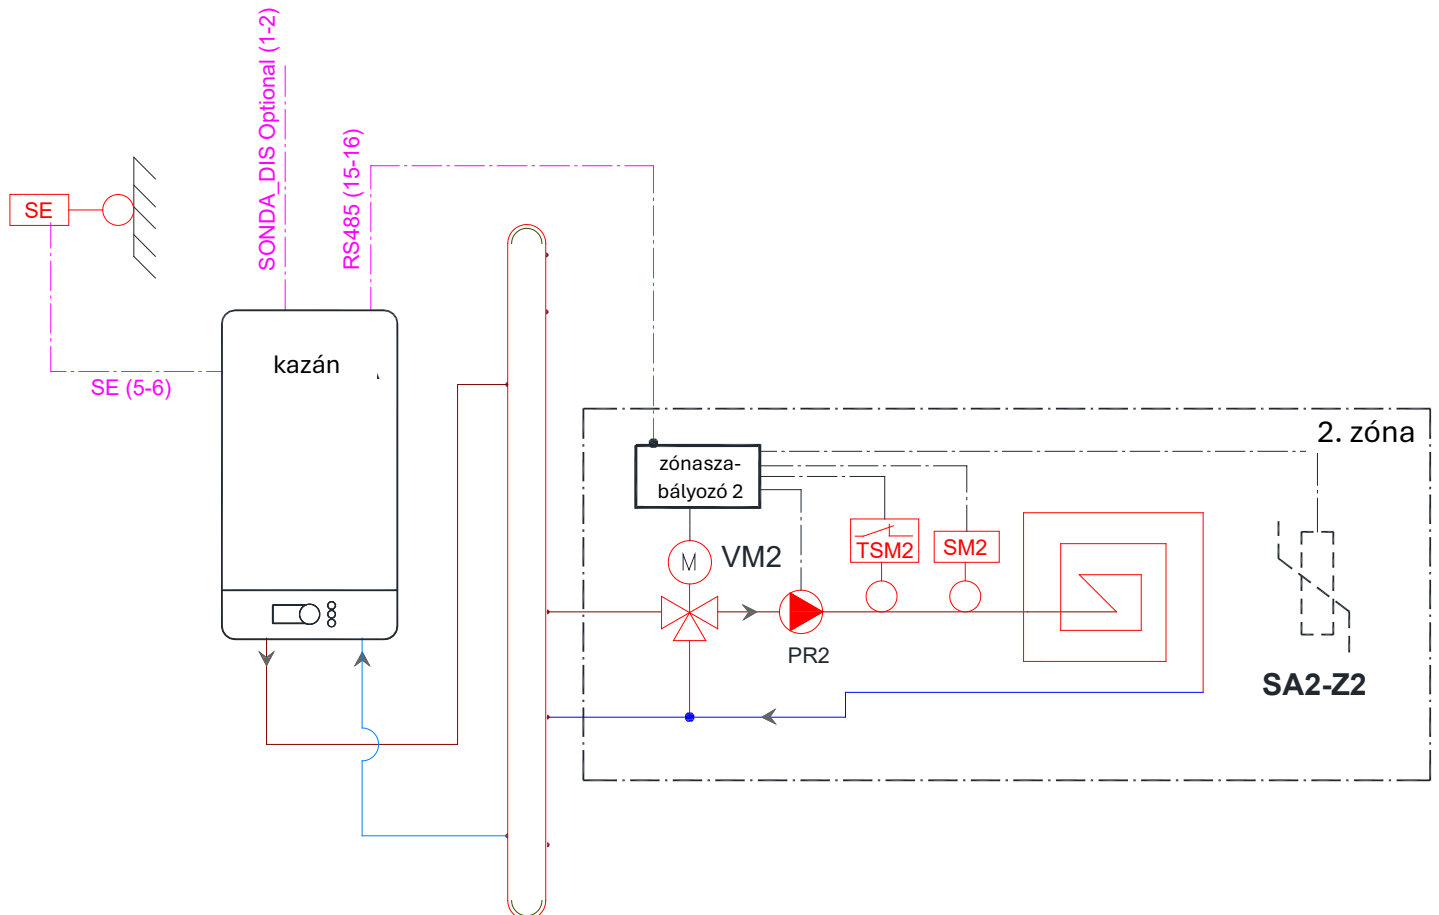 SONDA_DIS Optional (1-2)
RS485 (15-16)
SE
SE (5-6)
kazán
2. zóna
zónasza-
bályozó 2
TSM2
SM2
M
VM2
PR2
SA2-Z2